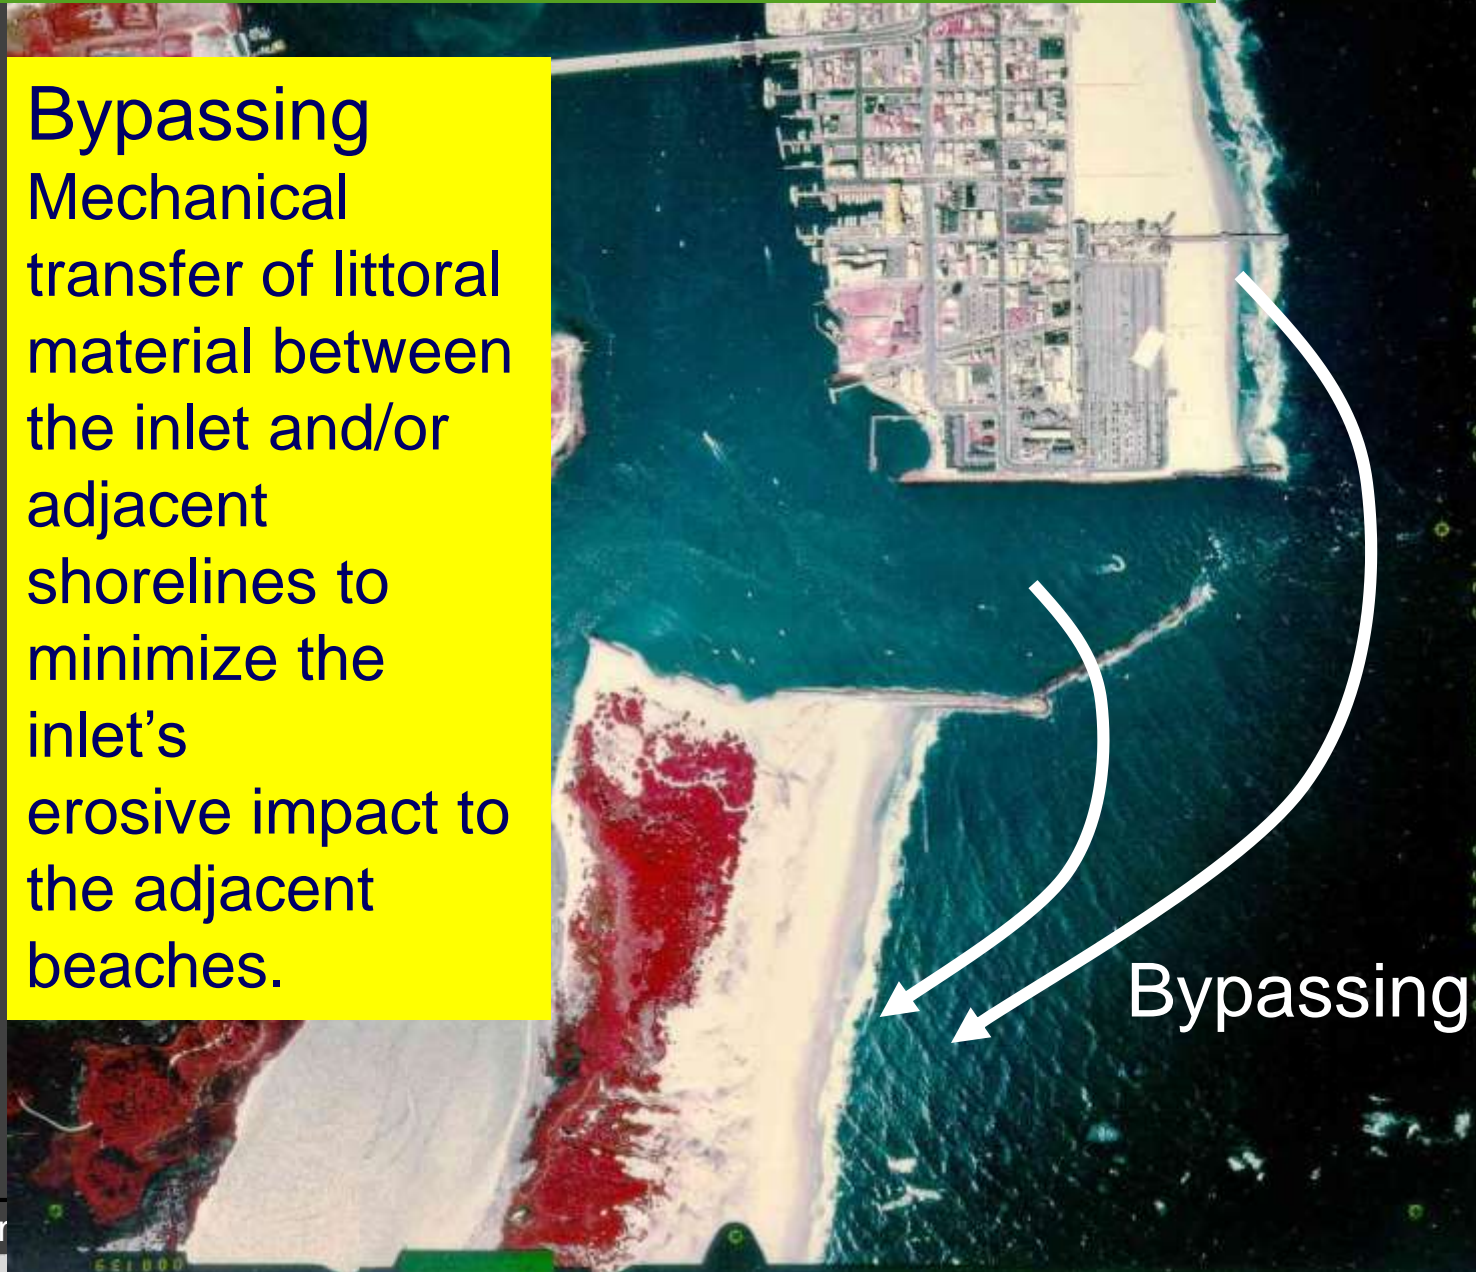 Bypassing
Mechanical
transfer of littoral
material between
the inlet and/or
adjacent
shorelines to
minimize the
inlet’s
erosive impact to
the adjacent
beaches.
Bypassing